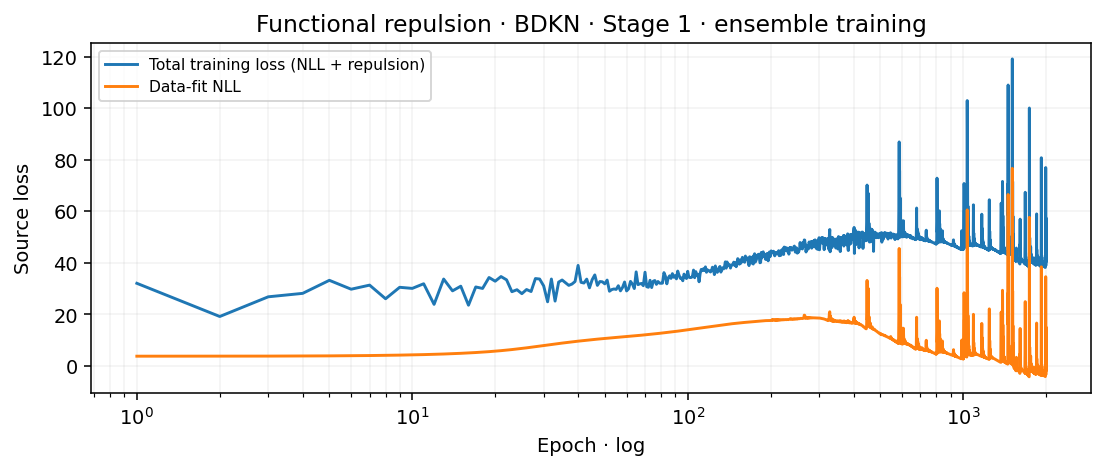 Functional repulsion · BDKN · Stage 1 · ensemble training
Total training loss (NLL + repulsion)
Data-fit NLL
Source loss
120
100
80
60
40
20
0
10⁰
10¹
10²
10³
Epoch · log